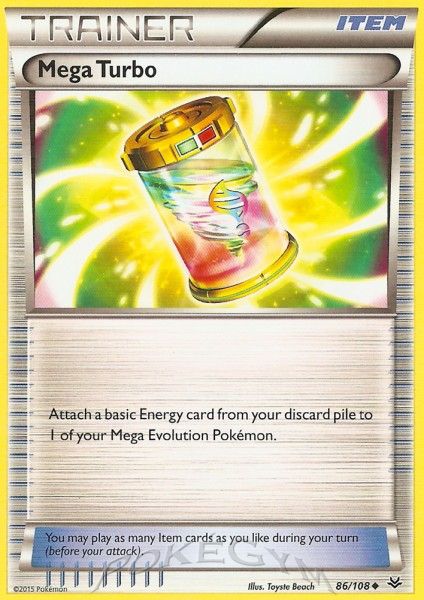 TRAINER
ITEM
Mega Turbo
Attach a basic Energy card from your discard pile to
1 of your Mega Evolution Pokémon.
You may play as many Item cards as you like during your turn
(before your attack).
POKÉGYM
©2015 Pokémon
Illus. Toyste Beach
86/108